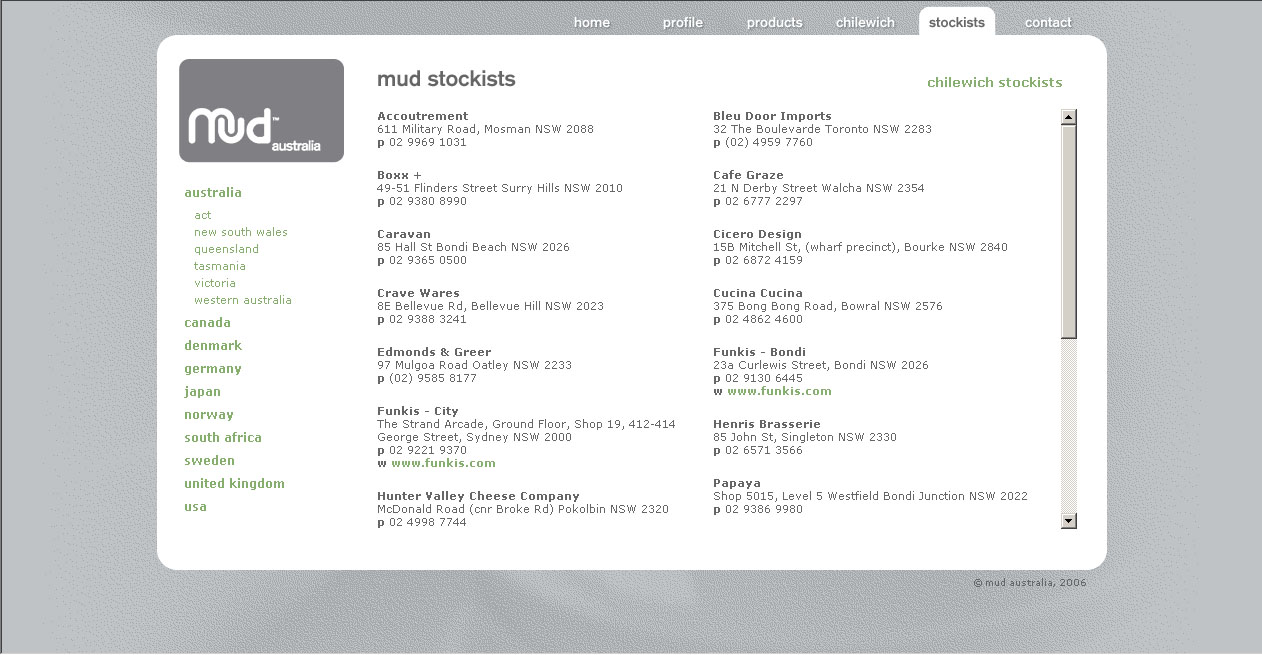 home profile products chilewich stockists contact
mud™
australia
mud stockists
chilewich stockists
australia
act
new south wales
queensland
tasmania
victoria
western australia
canada
denmark
germany
japan
norway
south africa
sweden
united kingdom
usa
Accoutrement
611 Military Road, Mosman NSW 2088
p 02 9969 1031
Boxx +
49-51 Flinders Street Surry Hills NSW 2010
p 02 9380 8990
Caravan
85 Hall St Bondi Beach NSW 2026
p 02 9365 0500
Crave Wares
8E Bellevue Rd, Bellevue Hill NSW 2023
p 02 9388 3241
Edmonds & Greer
97 Mulgoa Road Oatley NSW 2233
p (02) 9585 8177
Funkis - City
The Strand Arcade, Ground Floor, Shop 19, 412-414
George Street, Sydney NSW 2000
p 02 9221 9370
w www.funkis.com
Hunter Valley Cheese Company
McDonald Road (cnr Broke Rd) Pokolbin NSW 2320
p 02 4998 7744
Bleu Door Imports
32 The Boulevarde Toronto NSW 2283
p (02) 4959 7760
Cafe Graze
21 N Derby Street Walcha NSW 2354
p 02 6777 2297
Cicero Design
15B Mitchell St, (wharf precinct), Bourke NSW 2840
p 02 6872 4159
Cucina Cucina
375 Bong Bong Road, Bowral NSW 2576
p 02 4862 4600
Funkis - Bondi
23a Curlewis Street, Bondi NSW 2026
p 02 9130 6445
w www.funkis.com
Henris Brasserie
85 John St, Singleton NSW 2330
p 02 6571 3566
Papaya
Shop 5015, Level 5 Westfield Bondi Junction NSW 2022
p 02 9386 9980
© mud australia, 2006